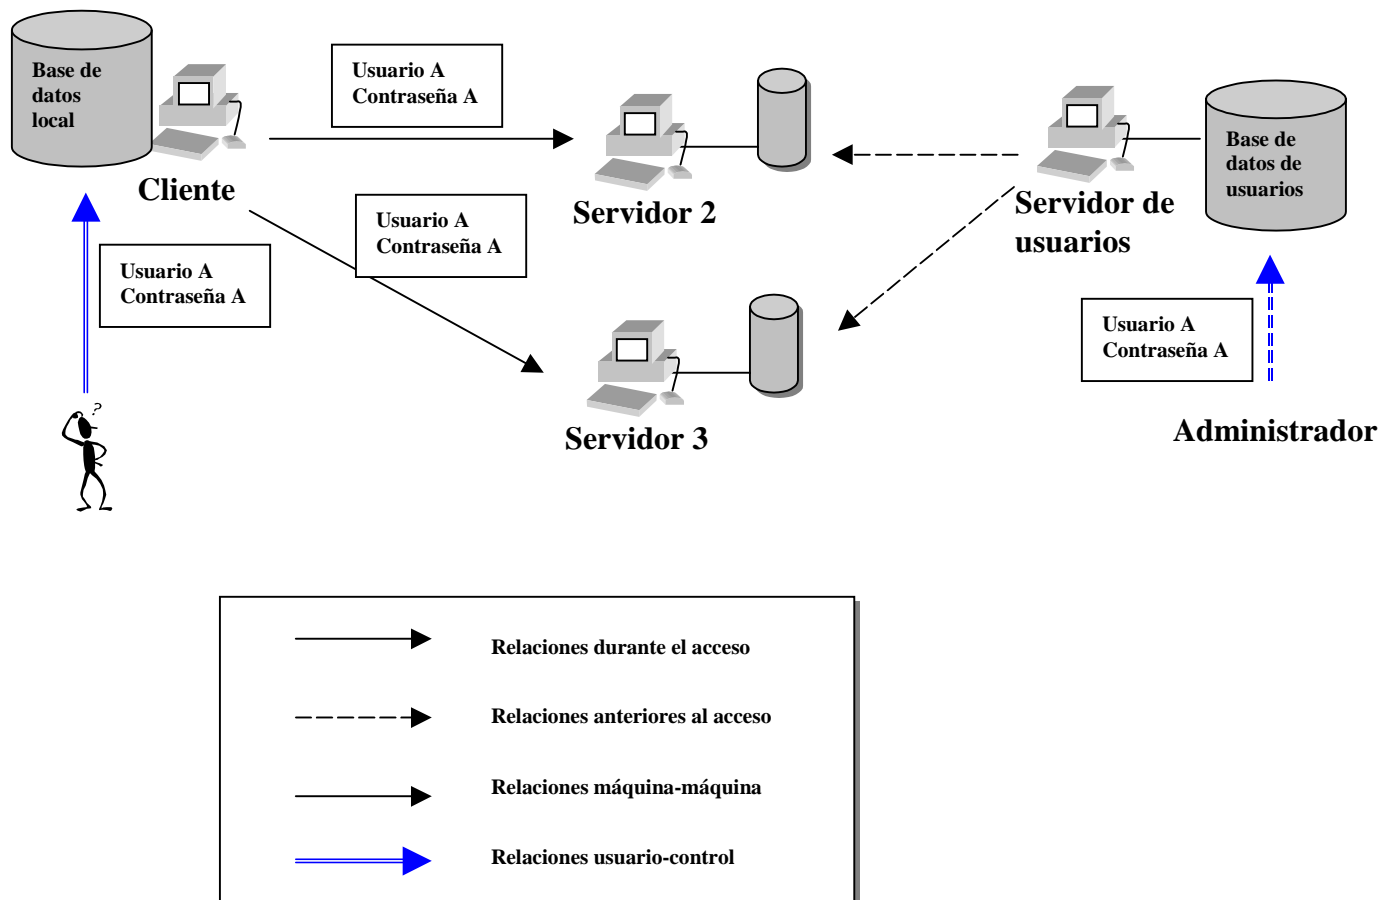 Base de
datos
local
Usuario A
Contraseña A
Cliente
Usuario A
Contraseña A
Usuario A
Contraseña A
Servidor 2
Servidor 3
Servidor de
usuarios
Base de
datos de
usuarios
Usuario A
Contraseña A
Administrador
?
Relaciones durante el acceso
Relaciones anteriores al acceso
Relaciones máquina-máquina
Relaciones usuario-control